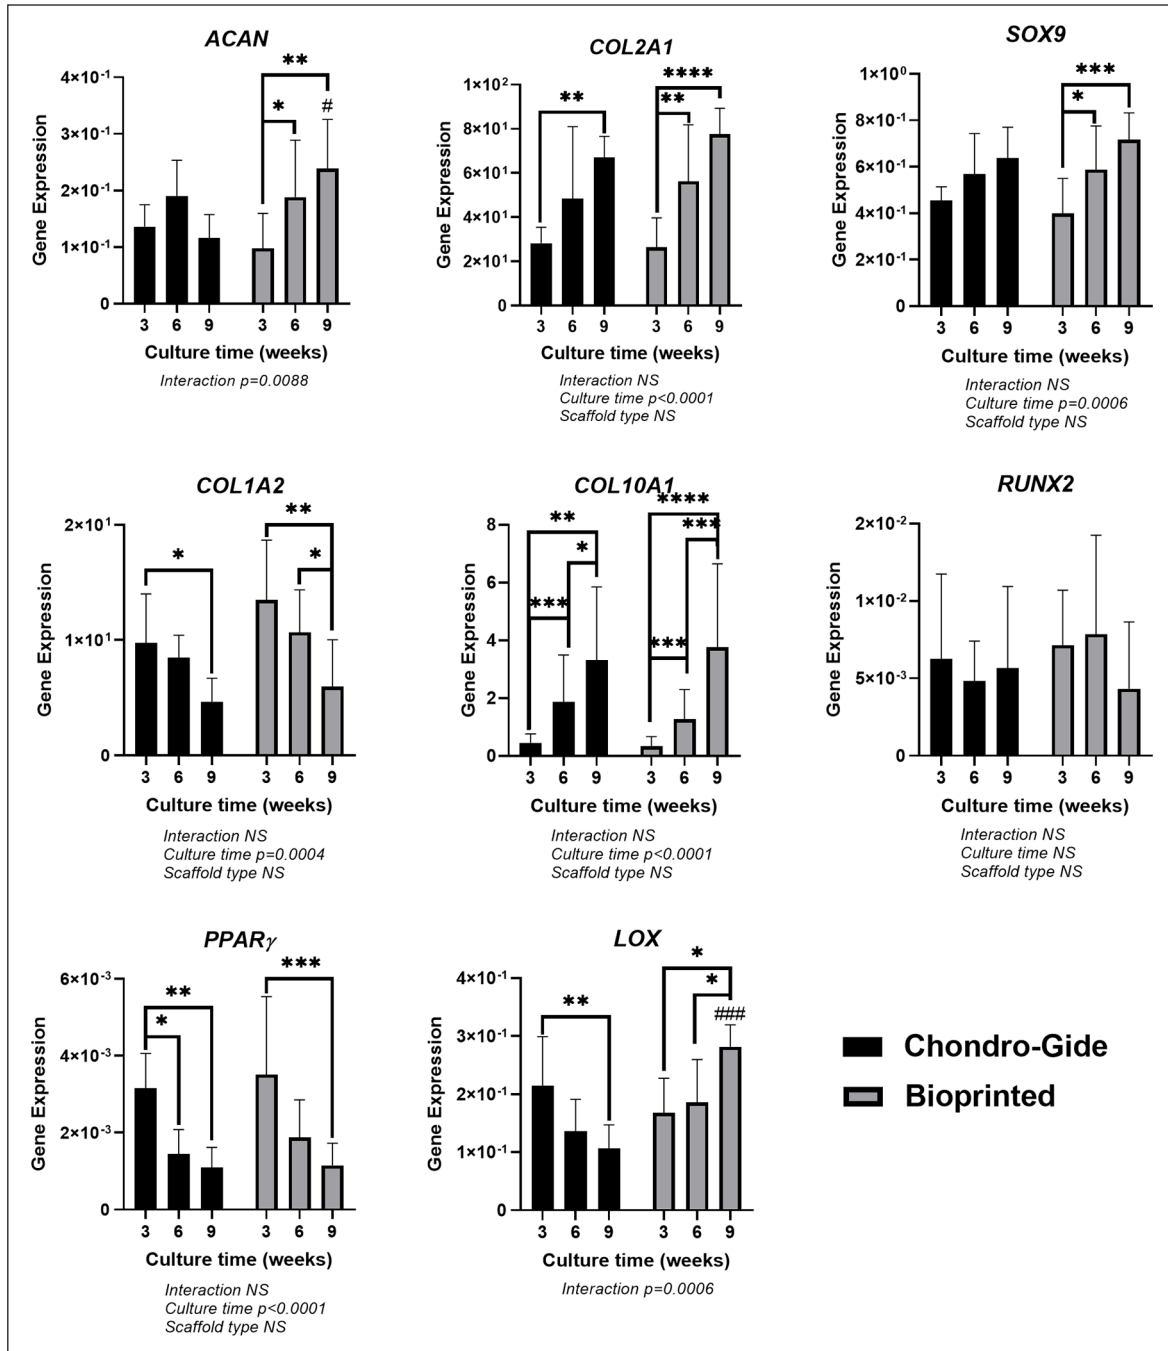 ACAN
**
*
#
4×10⁻¹
3×10⁻¹
2×10⁻¹
1×10⁻¹
0
Gene Expression
3 6 9 3 6 9
Culture time (weeks)
Interaction p=0.0088
COL2A1
****
**
**
1×10²
8×10¹
6×10¹
4×10¹
2×10¹
0
Gene Expression
3 6 9 3 6 9
Culture time (weeks)
Interaction NS
Culture time p<0.0001
Scaffold type NS
SOX9
***
*
1×10⁰
8×10⁻¹
6×10⁻¹
4×10⁻¹
2×10⁻¹
0
Gene Expression
3 6 9 3 6 9
Culture time (weeks)
Interaction NS
Culture time p=0.0006
Scaffold type NS
COL1A2
**
*
*
2×10¹
1×10¹
0
Gene Expression
3 6 9 3 6 9
Culture time (weeks)
Interaction NS
Culture time p=0.0004
Scaffold type NS
COL10A1
****
**
***
*
***
***
8
6
4
2
0
Gene Expression
3 6 9 3 6 9
Culture time (weeks)
Interaction NS
Culture time p<0.0001
Scaffold type NS
RUNX2
2×10⁻²
1×10⁻²
5×10⁻³
0
Gene Expression
3 6 9 3 6 9
Culture time (weeks)
Interaction NS
Culture time NS
Scaffold type NS
PPARγ
***
**
*
6×10⁻³
4×10⁻³
2×10⁻³
0
Gene Expression
3 6 9 3 6 9
Culture time (weeks)
Interaction NS
Culture time p<0.0001
Scaffold type NS
LOX
*
*
**
###
4×10⁻¹
3×10⁻¹
2×10⁻¹
1×10⁻¹
0
Gene Expression
3 6 9 3 6 9
Culture time (weeks)
Interaction p=0.0006
Chondro-Gide
Bioprinted